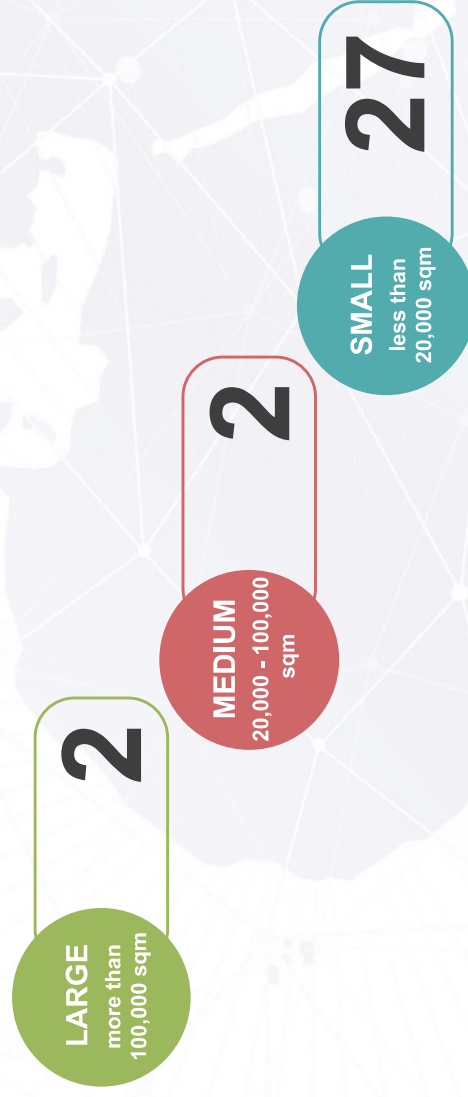 LARGE
more than
100,000 sqm
2
MEDIUM
20,000 - 100,000
sqm
2
SMALL
less than
20,000 sqm
27